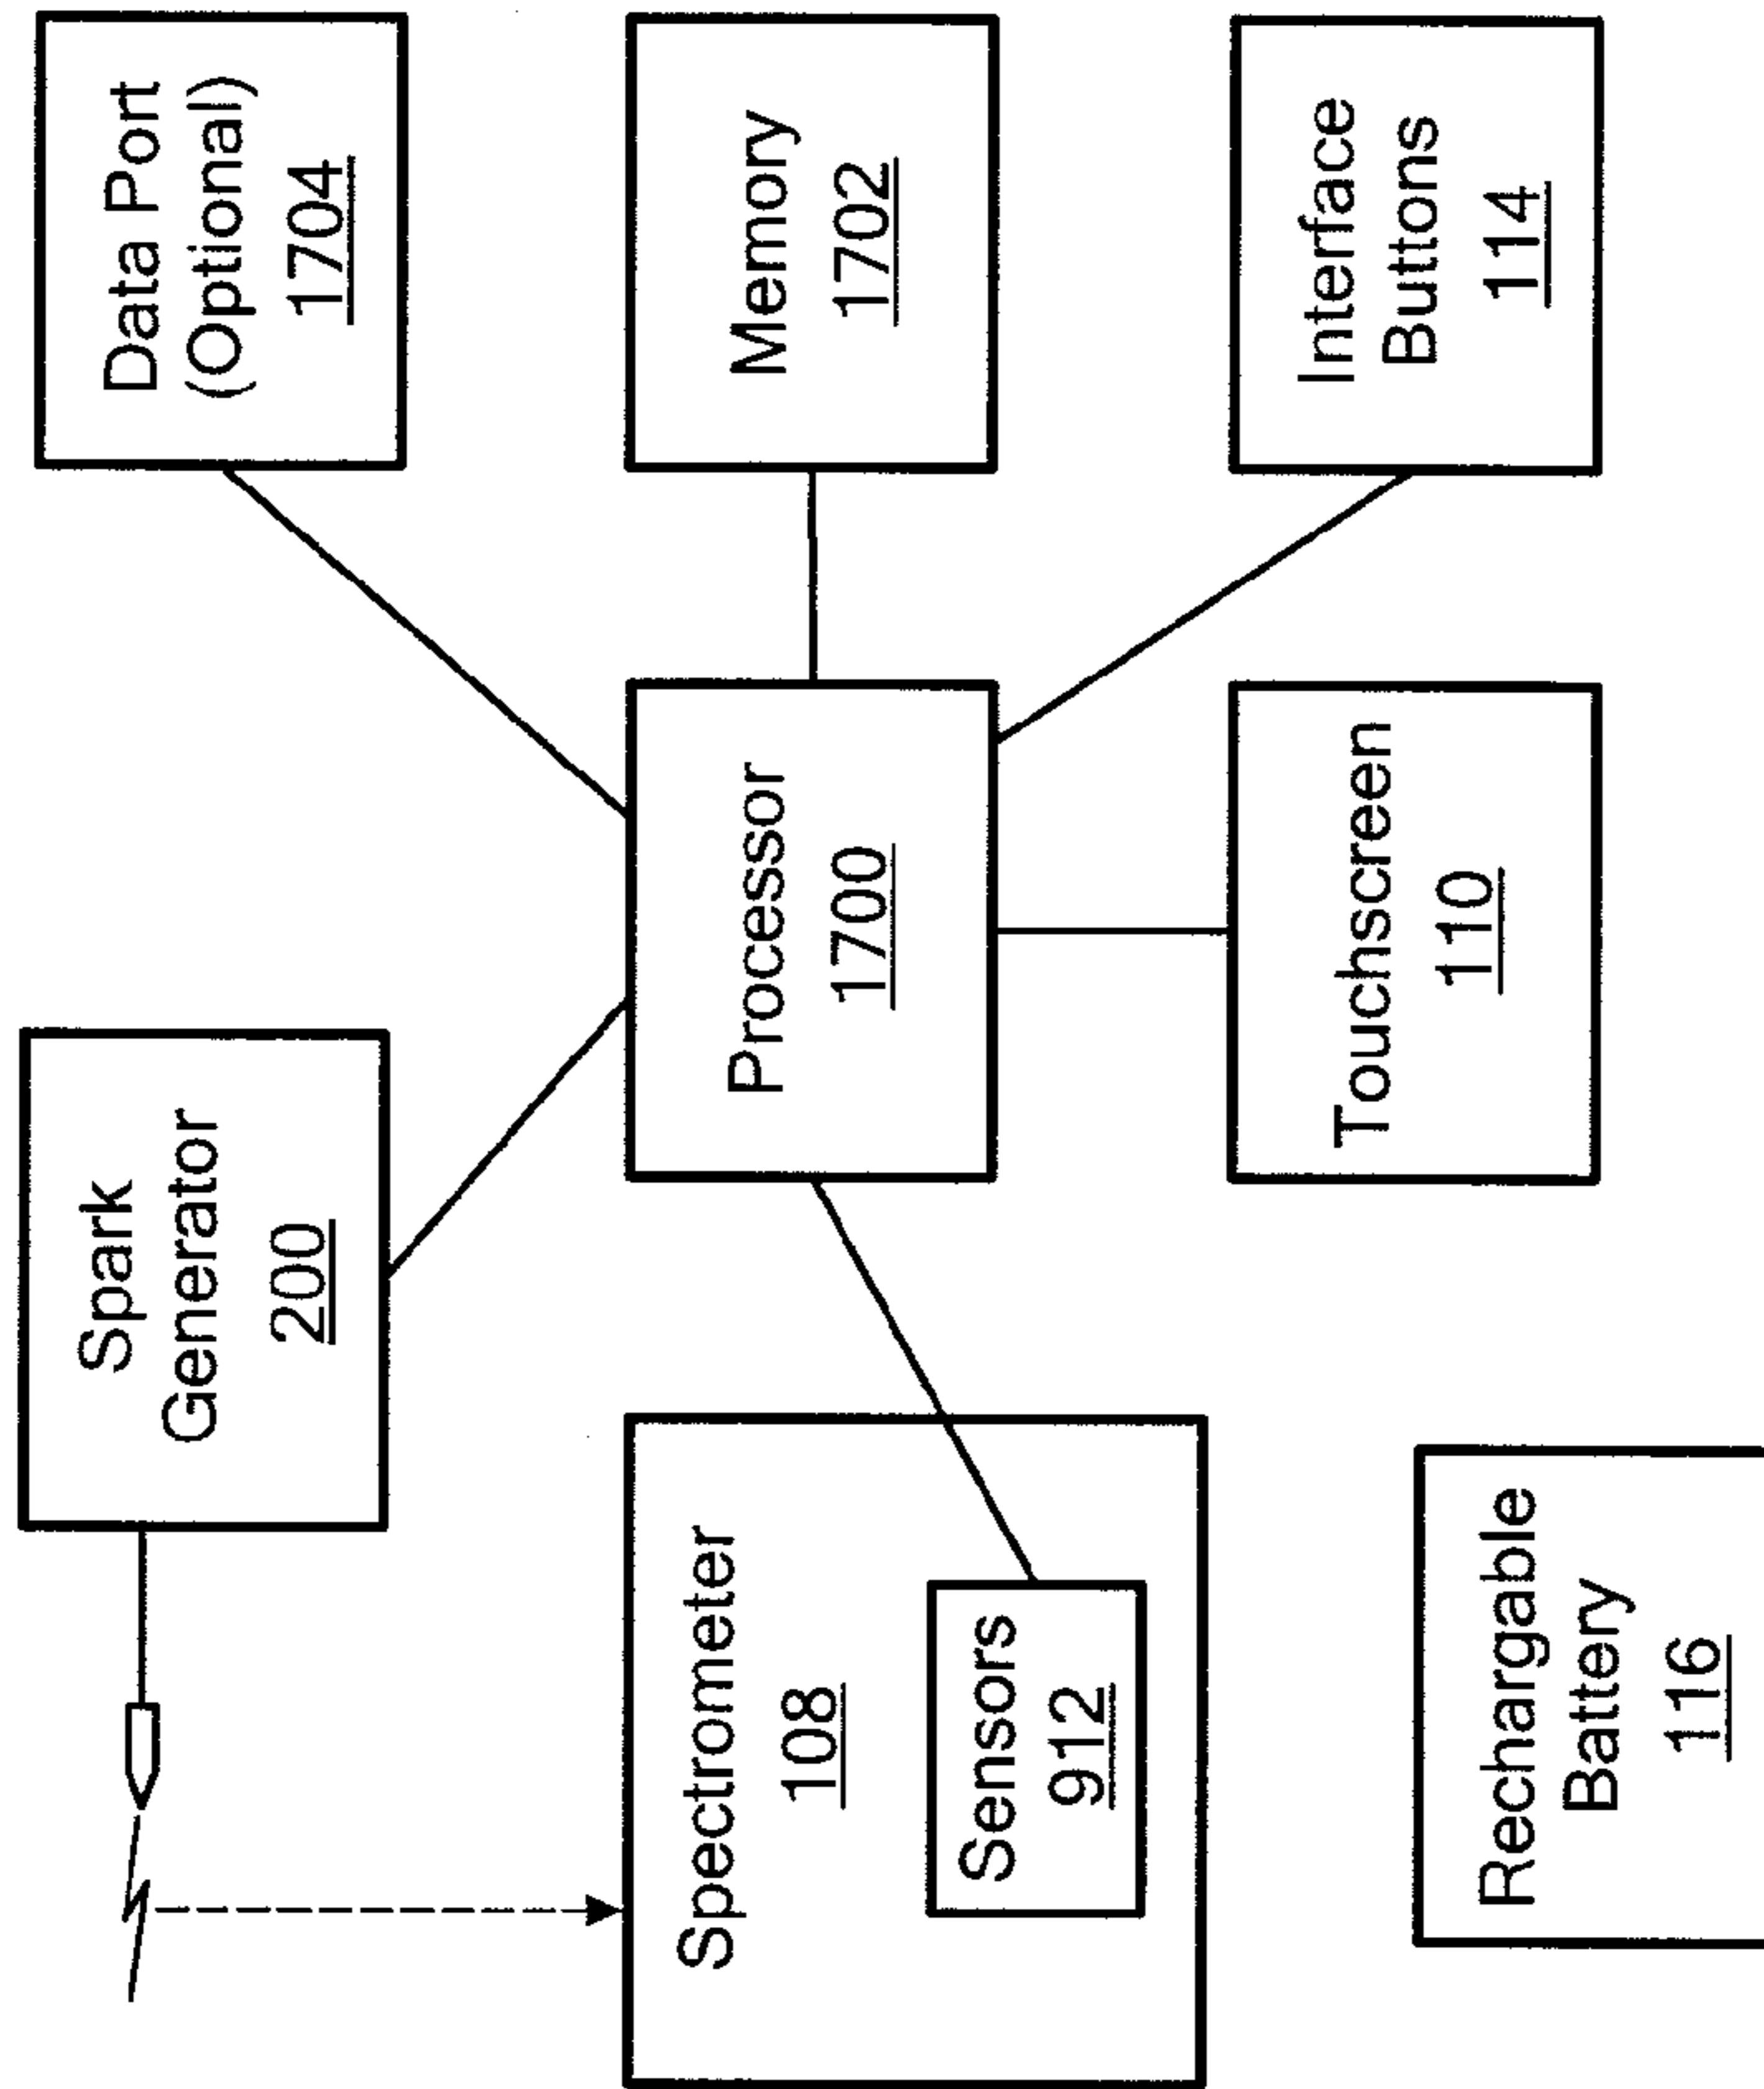 Spark
Generator
200
Data Port
(Optional)
1704
Spectrometer
108
Sensors
912
Processor
1700
Memory
1702
Rechargable
Battery
116
Touchscreen
110
Interface
Buttons
114